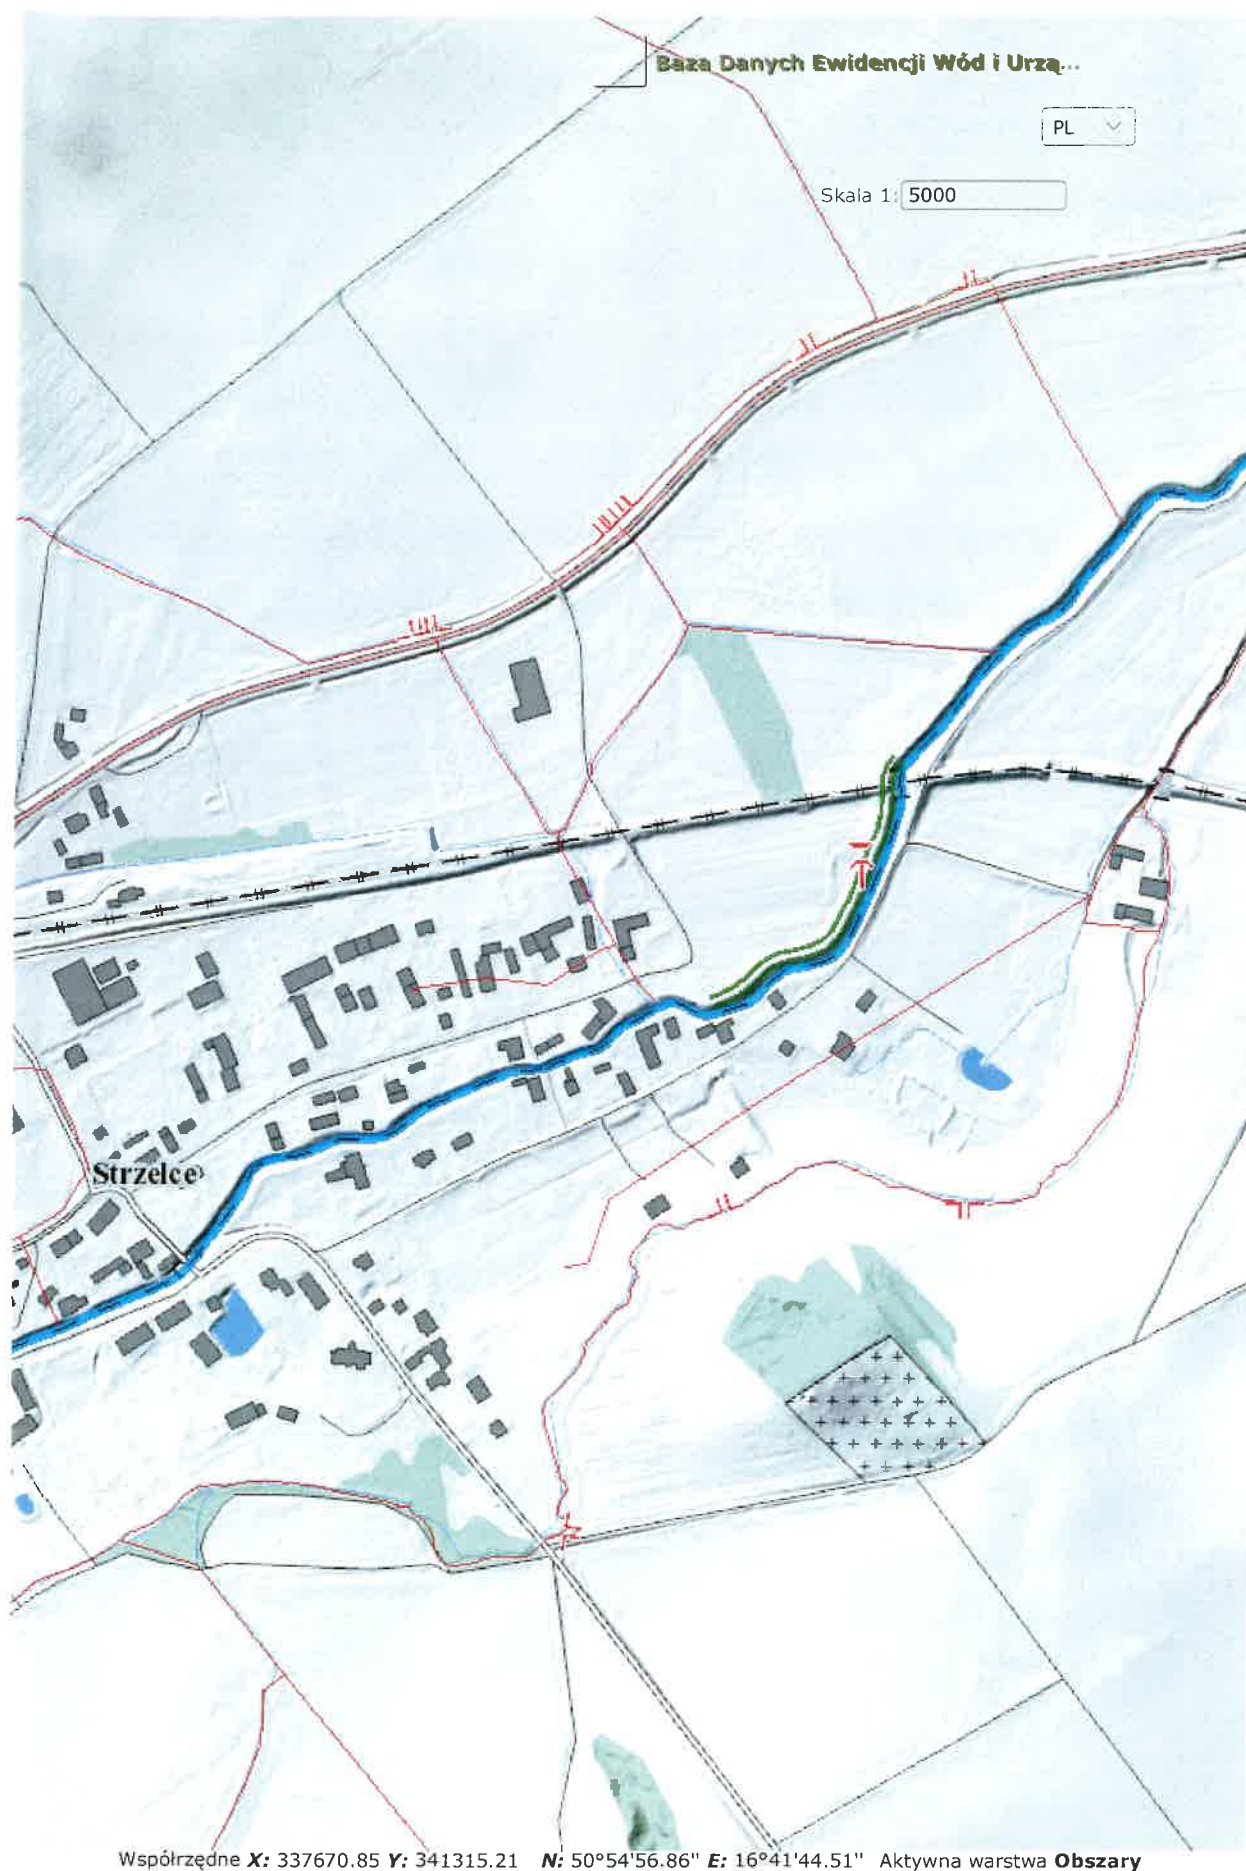 Baza Danych Ewidencji Wód i Urzą...
PL
Skala 1: 5000
Strzelce
Współrzędne X: 337670.85 Y: 341315.21 N: 50°54'56.86" E: 16°41'44.51" Aktywna warstwa Obszary